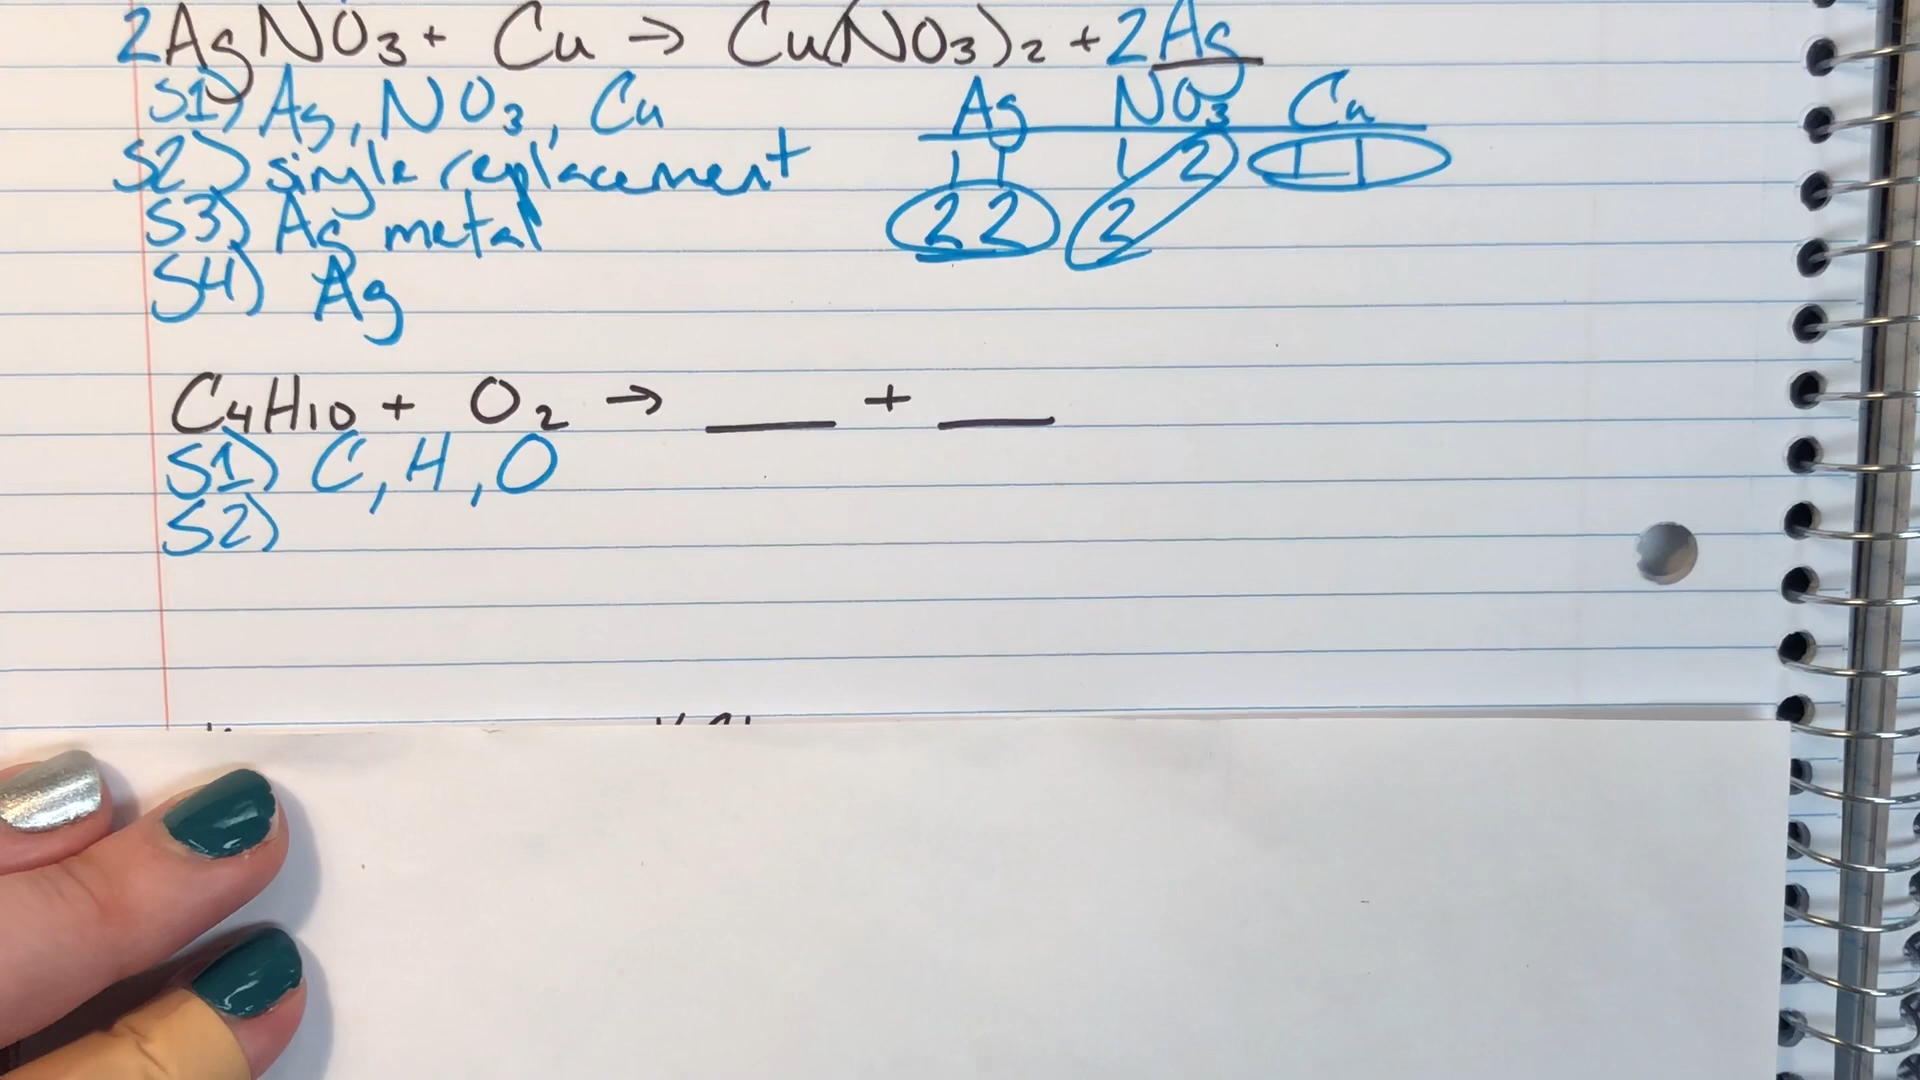 2AgNO3 + Cu → Cu(NO3)2 + 2Ag
S1) Ag, NO3, Cu
Ag NO3 Cu
S2) single replacement
1 1 1 2 1 1
S3) Ag metal
2 2 2
S4) Ag
C4H10 + O2 → ___ + ___
S1) C, H, O
S2)